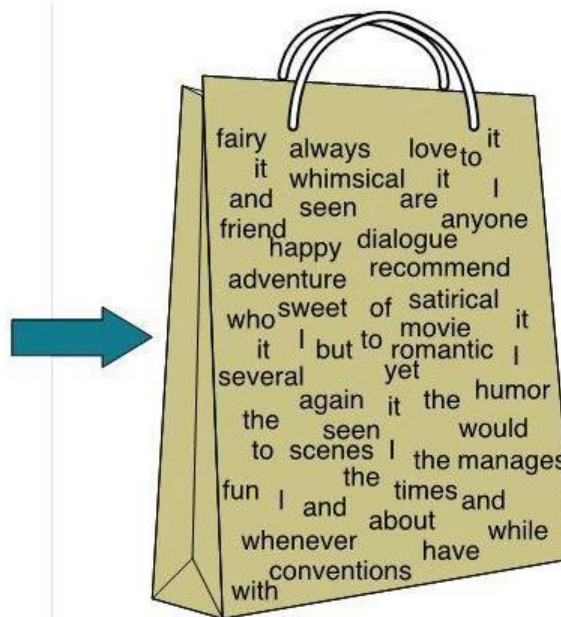 fairy always love to it
it whimsical it I
and seen are anyone
friend happy dialogue
adventure recommend
who sweet of satirical it
it I but to movie romantic I
several yet humor
again it the
the seen would
to scenes I the manages
fun I and the times and
about while
whenever have
conventions
with